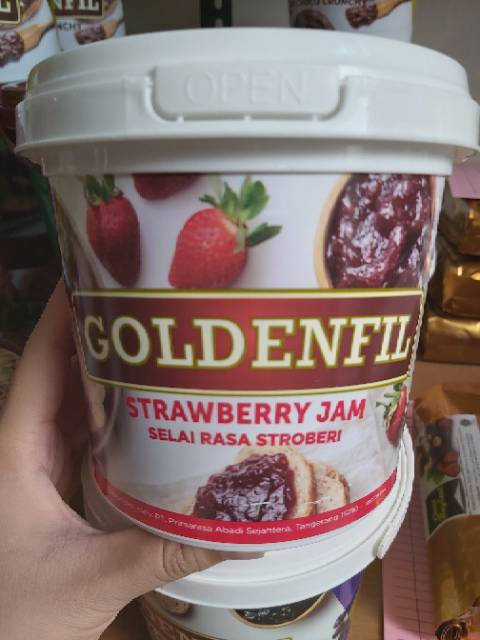 OPEN
GOLDENFIL
STRAWBERRY JAM
SELAI RASA STROBERI
PT. Primarasa Abadi Sejahtera, Tangerang